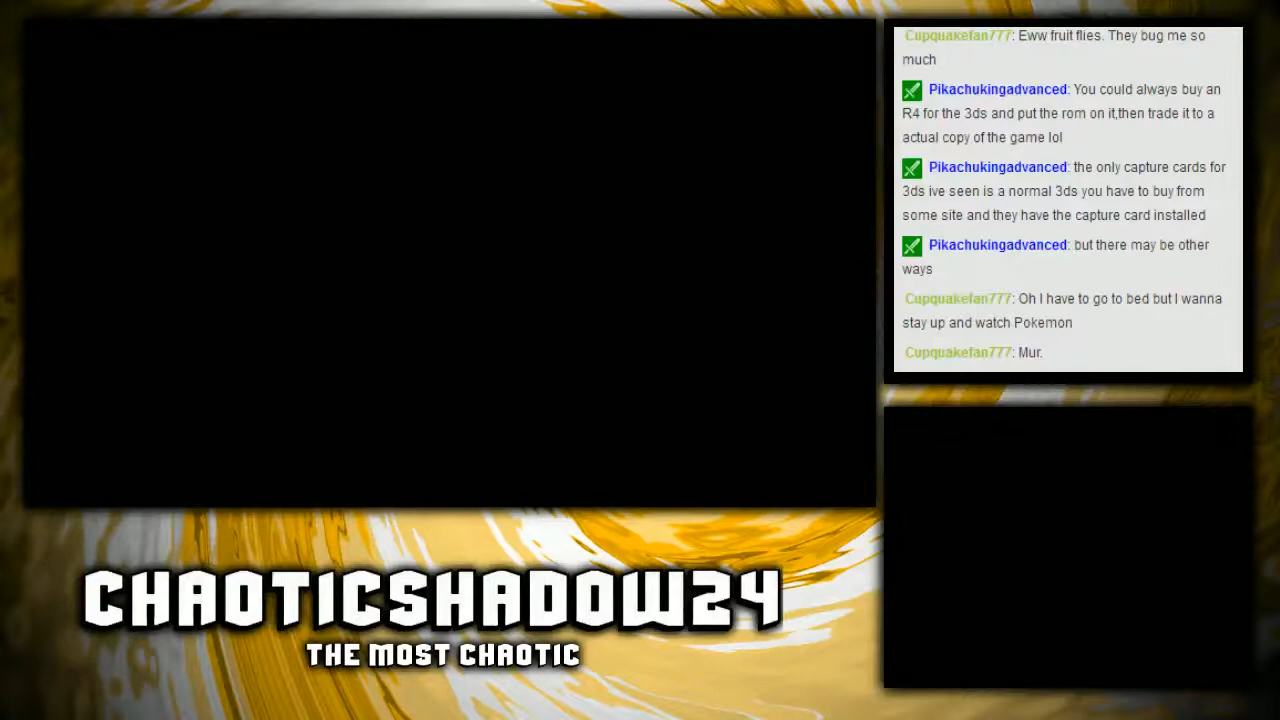 Cupquakefan777: Eww fruit flies. They bug me so
much
Pikachukingadvanced: You could always buy an
R4 for the 3ds and put the rom on it,then trade it to a
actual copy of the game lol
Pikachukingadvanced: the only capture cards for
3ds ive seen is a normal 3ds you have to buy from
some site and they have the capture card installed
Pikachukingadvanced: but there may be other
ways
Cupquakefan777: Oh I have to go to bed but I wanna
stay up and watch Pokemon
Cupquakefan777: Mur.
CHAOTICSHADOW24
THE MOST CHAOTIC